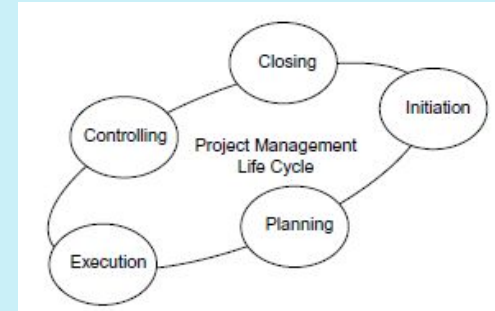 Closing
Initiation
Controlling
Project Management
Life Cycle
Planning
Execution